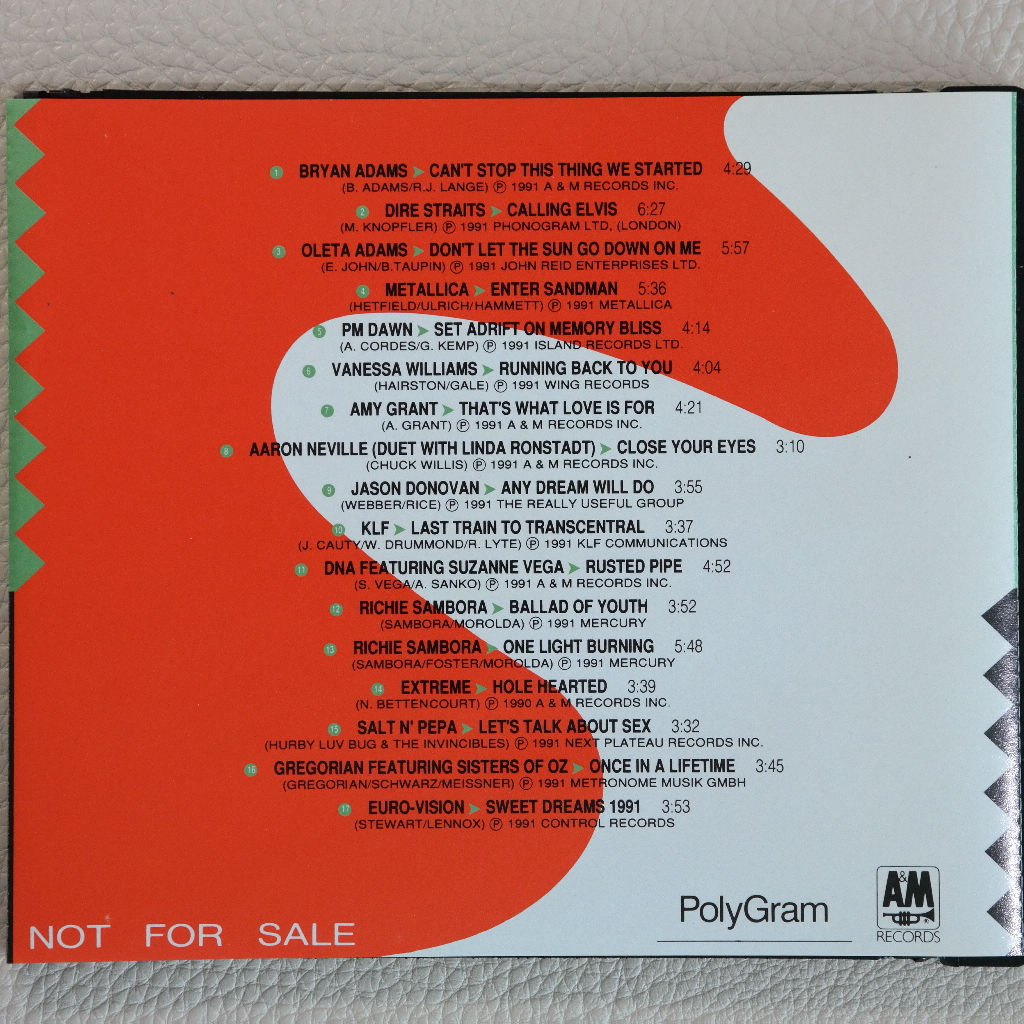 1 BRYAN ADAMS ➤ CAN'T STOP THIS THING WE STARTED 4:29
(B. ADAMS/R.J. LANGE) Ⓟ 1991 A & M RECORDS INC.
2 DIRE STRAITS ➤ CALLING ELVIS 6:27
(M. KNOPFLER) Ⓟ 1991 PHONOGRAM LTD, (LONDON)
3 OLETA ADAMS ➤ DON'T LET THE SUN GO DOWN ON ME 5:57
(E. JOHN/B.TAUPIN) Ⓟ 1991 JOHN REID ENTERPRISES LTD.
4 METALLICA ➤ ENTER SANDMAN 5:36
(HETFIELD/ULRICH/HAMMETT) Ⓟ 1991 METALLICA
5 PM DAWN ➤ SET ADRIFT ON MEMORY BLISS 4:14
(A. CORDES/G. KEMP) Ⓟ 1991 ISLAND RECORDS LTD.
6 VANESSA WILLIAMS ➤ RUNNING BACK TO YOU 4:04
(HAIRSTON/GALE) Ⓟ 1991 WING RECORDS
7 AMY GRANT ➤ THAT'S WHAT LOVE IS FOR 4:21
(A. GRANT) Ⓟ 1991 A & M RECORDS INC.
8 AARON NEVILLE (DUET WITH LINDA RONSTADT) ➤ CLOSE YOUR EYES 3:10
(CHUCK WILLIS) Ⓟ 1991 A & M RECORDS INC.
9 JASON DONOVAN ➤ ANY DREAM WILL DO 3:55
(WEBBER/RICE) Ⓟ 1991 THE REALLY USEFUL GROUP
10 KLF ➤ LAST TRAIN TO TRANSCENTRAL 3:37
(J. CAUTY/W. DRUMMOND/R. LYTE) Ⓟ 1991 KLF COMMUNICATIONS
11 DNA FEATURING SUZANNE VEGA ➤ RUSTED PIPE 4:52
(S. VEGA/A. SANKO) Ⓟ 1991 A & M RECORDS INC.
12 RICHIE SAMBORA ➤ BALLAD OF YOUTH 3:52
(SAMBORA/MOROLDA) Ⓟ 1991 MERCURY
13 RICHIE SAMBORA ➤ ONE LIGHT BURNING 5:48
(SAMBORA/FOSTER/MOROLDA) Ⓟ 1991 MERCURY
14 EXTREME ➤ HOLE HEARTED 3:39
(N. BETTENCOURT) Ⓟ 1990 A & M RECORDS INC.
15 SALT N' PEPA ➤ LET'S TALK ABOUT SEX 3:32
(HURBY LUV BUG & THE INVINCIBLES) Ⓟ 1991 NEXT PLATEAU RECORDS INC.
16 GREGORIAN FEATURING SISTERS OF OZ ➤ ONCE IN A LIFETIME 3:45
(GREGORIAN/SCHWARZ/MEISSNER) Ⓟ 1991 METRONOME MUSIK GMBH
17 EURO-VISION ➤ SWEET DREAMS 1991 3:53
(STEWART/LENNOX) Ⓟ 1991 CONTROL RECORDS
NOT FOR SALE
PolyGram
A&M
RECORDS